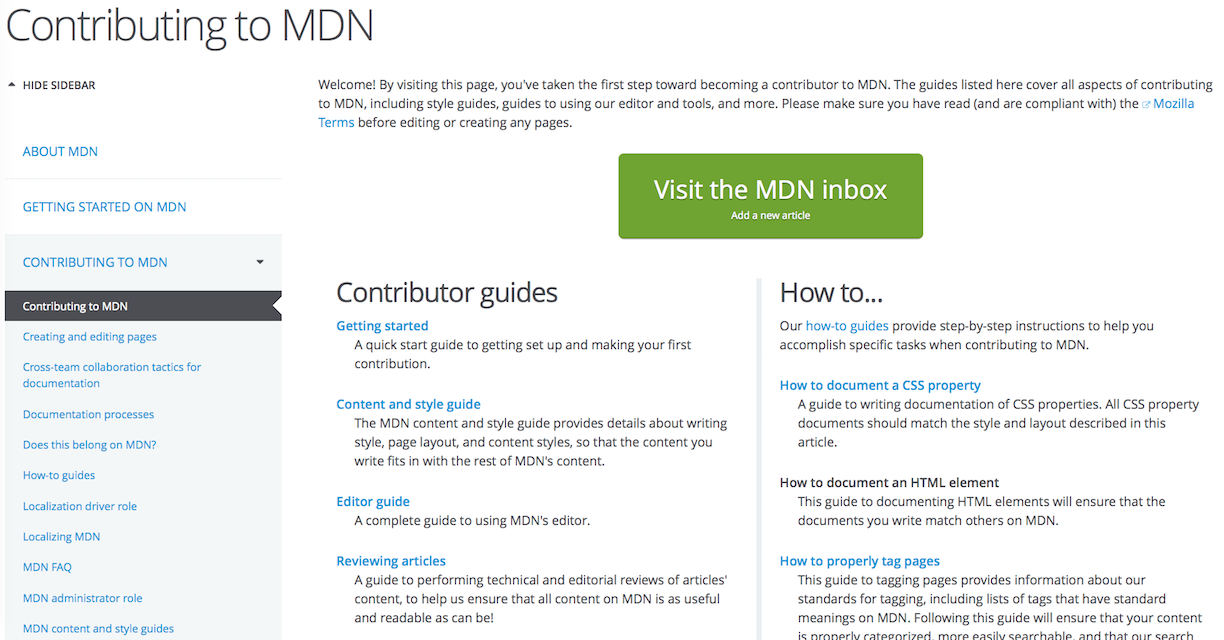 Contributing to MDN
HIDE SIDEBAR
ABOUT MDN
GETTING STARTED ON MDN
CONTRIBUTING TO MDN
Contributing to MDN
Creating and editing pages
Cross-team collaboration tactics for
documentation
Documentation processes
Does this belong on MDN?
How-to guides
Localization driver role
Localizing MDN
MDN FAQ
MDN administrator role
MDN content and style guides
Welcome! By visiting this page, you've taken the first step toward becoming a contributor to MDN. The guides listed here cover all aspects of contributing
to MDN, including style guides, guides to using our editor and tools, and more. Please make sure you have read (and are compliant with) the Mozilla
Terms before editing or creating any pages.
Visit the MDN inbox
Add a new article
Contributor guides
Getting started
A quick start guide to getting set up and making your first
contribution.
Content and style guide
The MDN content and style guide provides details about writing
style, page layout, and content styles, so that the content you
write fits in with the rest of MDN's content.
Editor guide
A complete guide to using MDN's editor.
Reviewing articles
A guide to performing technical and editorial reviews of articles'
content, to help us ensure that all content on MDN is as useful
and readable as can be!
How to...
Our how-to guides provide step-by-step instructions to help you
accomplish specific tasks when contributing to MDN.
How to document a CSS property
A guide to writing documentation of CSS properties. All CSS property
documents should match the style and layout described in this
article.
How to document an HTML element
This guide to documenting HTML elements will ensure that the
documents you write match others on MDN.
How to properly tag pages
This guide to tagging pages provides information about our
standards for tagging, including lists of tags that have standard
meanings on MDN. Following this guide will ensure that your content
is properly categorized, more easily searchable, and that our search